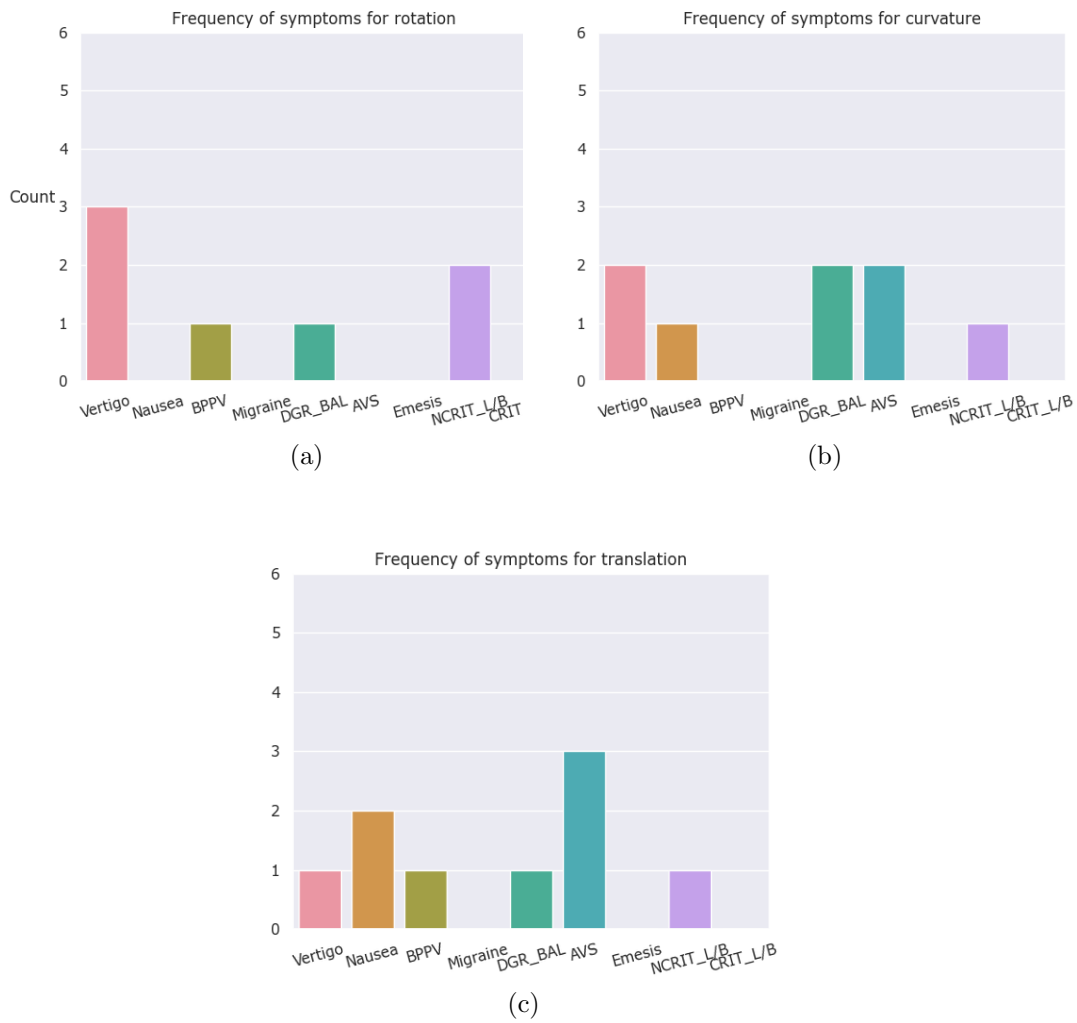 Frequency of symptoms for rotation
6
5
4
Count 3
2
1
0
Vertigo Nausea BPPV Migraine DGR_BAL AVS Emesis NCRIT_L/B CRIT
(a)
Frequency of symptoms for curvature
6
5
4
3
2
1
0
Vertigo Nausea BPPV Migraine DGR_BAL AVS Emesis NCRIT_L/B CRIT_L/B
(b)
Frequency of symptoms for translation
6
5
4
3
2
1
0
Vertigo Nausea BPPV Migraine DGR_BAL AVS Emesis NCRIT_L/B CRIT_L/B
(c)